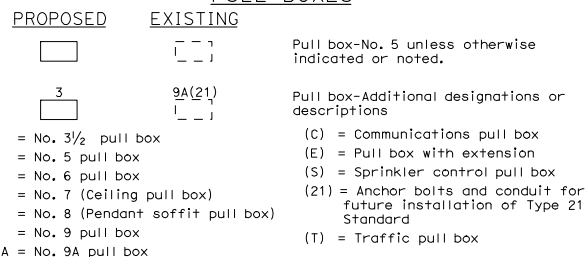 PULL BOXES
PROPOSED EXISTING
Pull box-No. 5 unless otherwise
indicated or noted.
3 9A(21)
Pull box-Additional designations or
descriptions
= No. 3½ pull box
= No. 5 pull box
= No. 6 pull box
= No. 7 (Ceiling pull box)
= No. 8 (Pendant soffit pull box)
= No. 9 pull box
A = No. 9A pull box
(C) = Communications pull box
(E) = Pull box with extension
(S) = Sprinkler control pull box
(21) = Anchor bolts and conduit for
future installation of Type 21
Standard
(T) = Traffic pull box